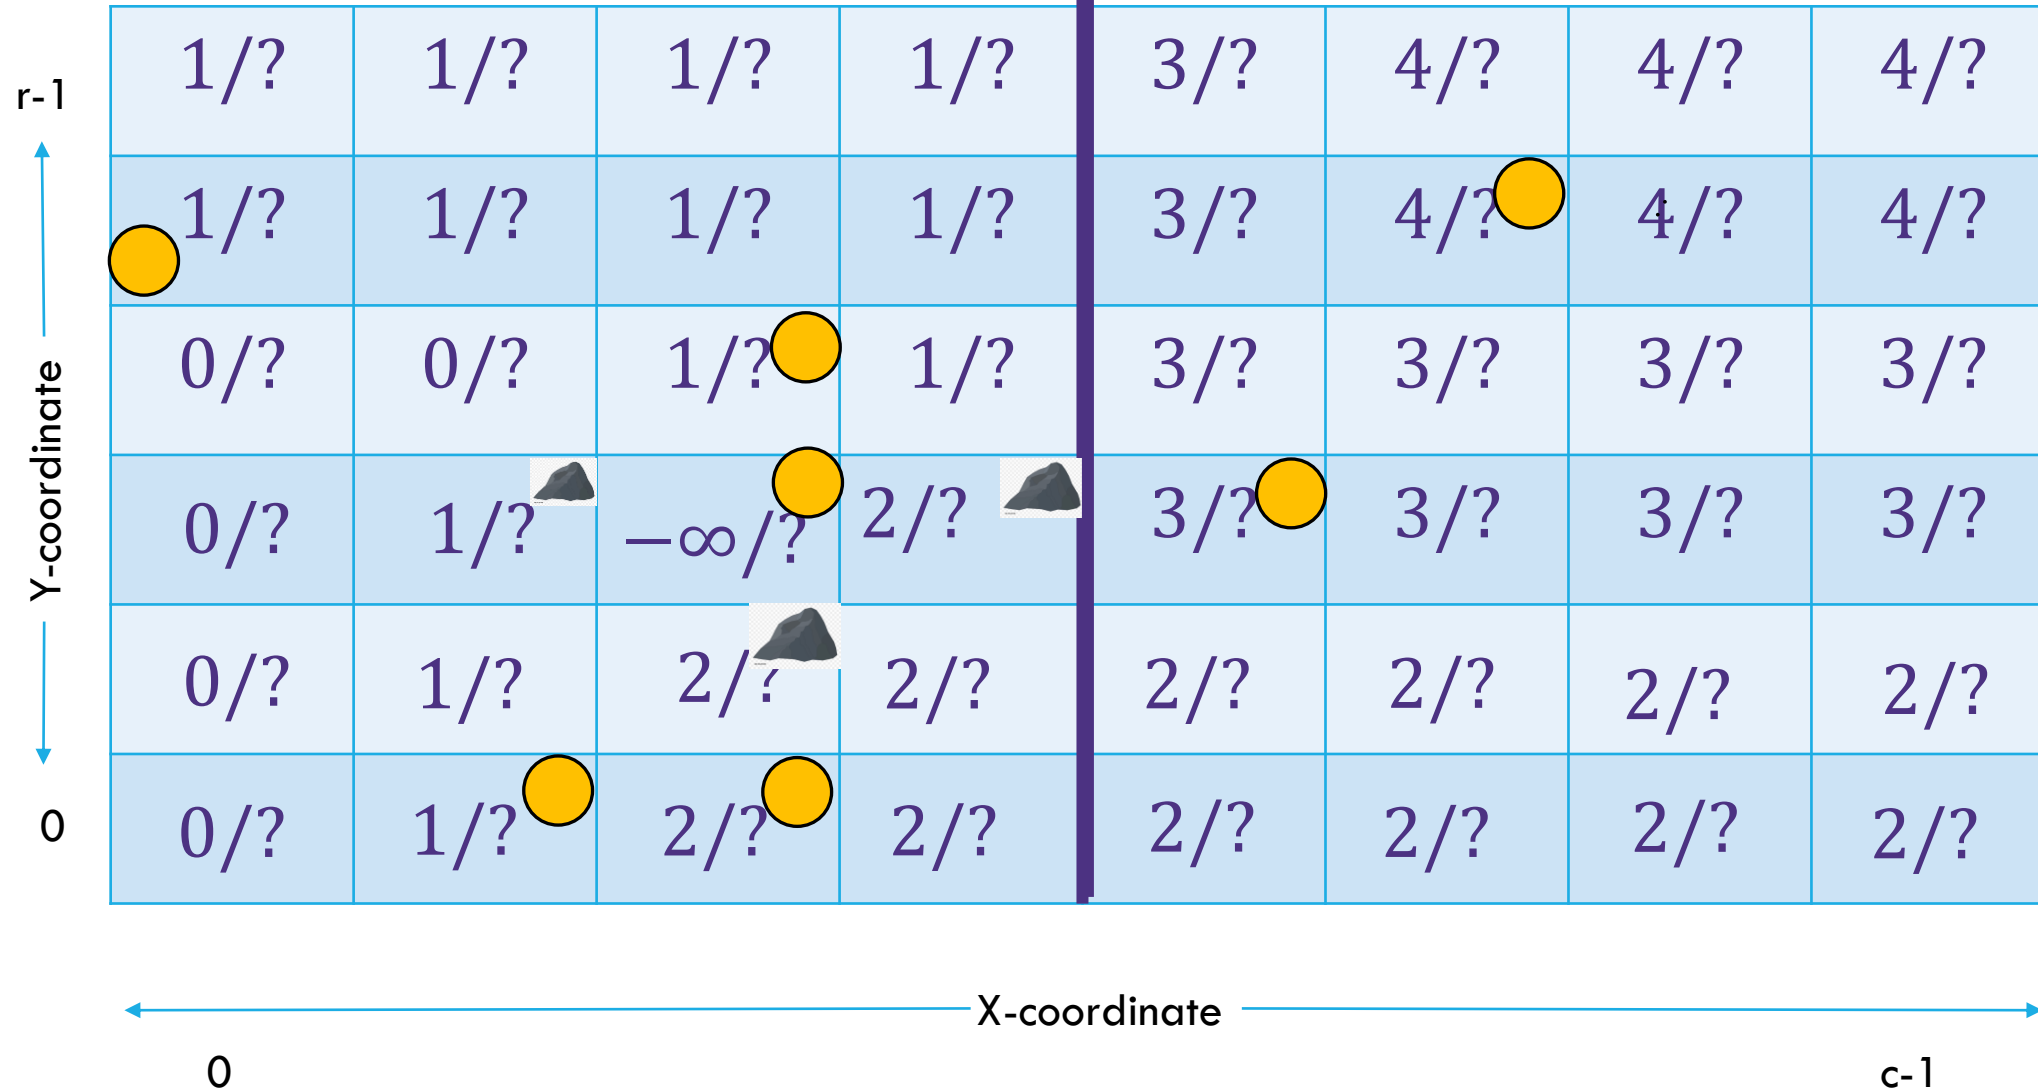 r-1 1/? 1/? 1/? 1/? 3/? 4/? 4/? 4/?
1/? 1/? 1/? 1/? 3/? 4/? 4/? 4/?
0/? 0/? 1/? 1/? 3/? 3/? 3/? 3/?
Y-coordinate
0/? 1/? −∞/? 2/? 3/? 3/? 3/? 3/?
0/? 1/? 2/? 2/? 2/? 2/? 2/? 2/?
0 0/? 1/? 2/? 2/? 2/? 2/? 2/? 2/?
X-coordinate
0 c-1